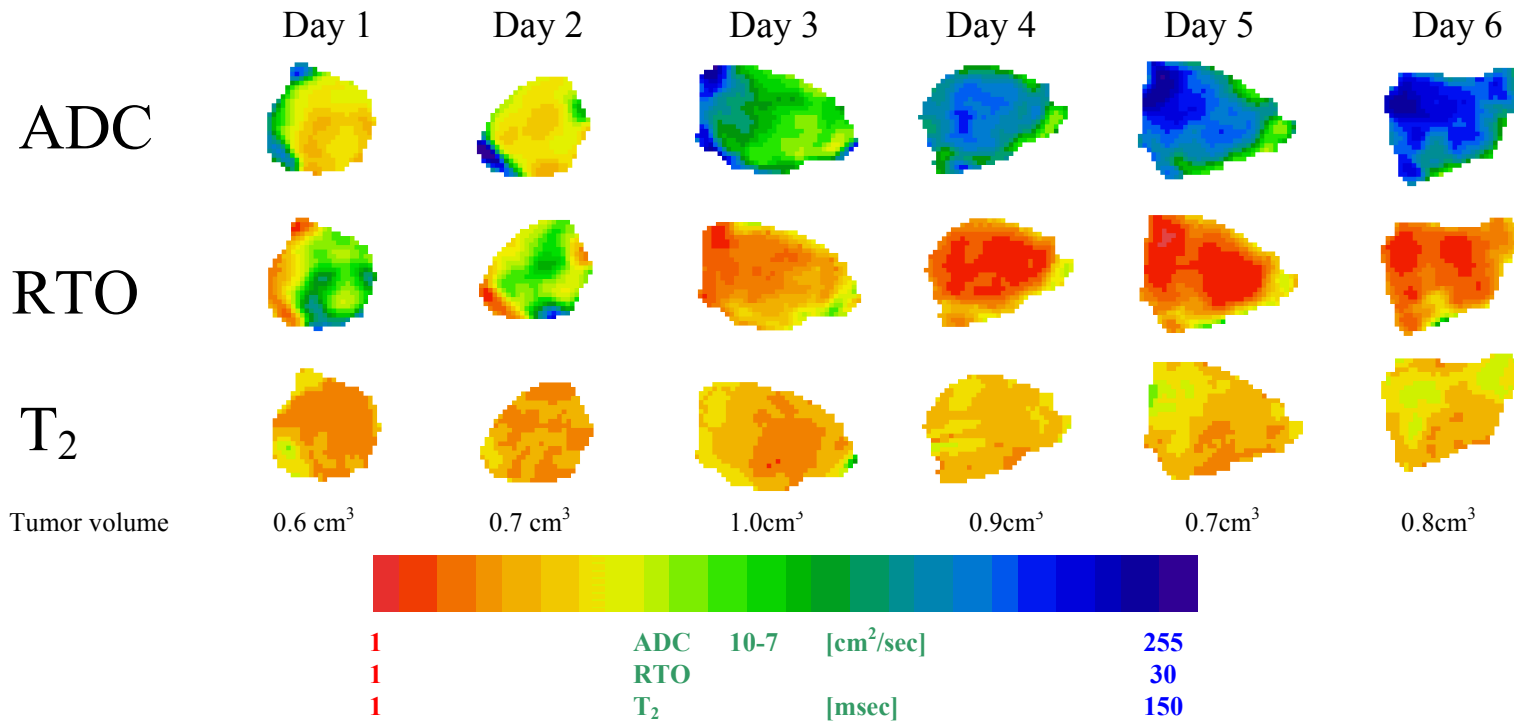 Day 1 Day 2 Day 3 Day 4 Day 5 Day 6
ADC
RTO
T₂
Tumor volume 0.6 cm³ 0.7 cm³ 1.0cm³ 0.9cm³ 0.7cm³ 0.8cm³
1 ADC 10-7 [cm²/sec] 255
1 RTO 30
1 T₂ [msec] 150